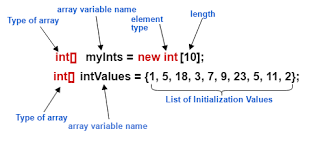 array variable name
element type
length
Type of array
int[] myInts = new int [10];
int[] intValues = {1, 5, 18, 3, 7, 9, 23, 5, 11, 2};
List of Initialization Values
Type of array
array variable name